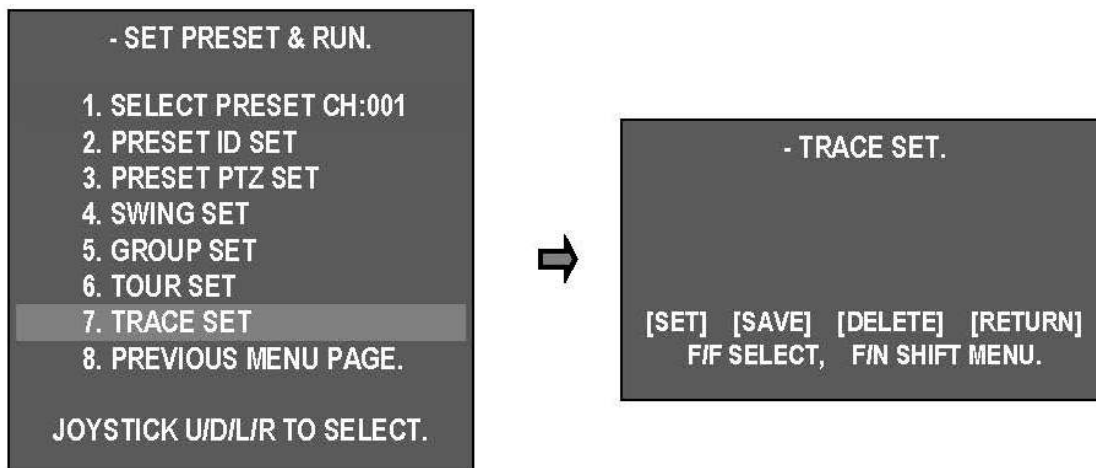 - SET PRESET & RUN.
1. SELECT PRESET CH:001
2. PRESET ID SET
3. PRESET PTZ SET
4. SWING SET
5. GROUP SET
6. TOUR SET
7. TRACE SET
8. PREVIOUS MENU PAGE.
JOYSTICK U/D/L/R TO SELECT.
- TRACE SET.
[SET] [SAVE] [DELETE] [RETURN]
F/F SELECT, F/N SHIFT MENU.